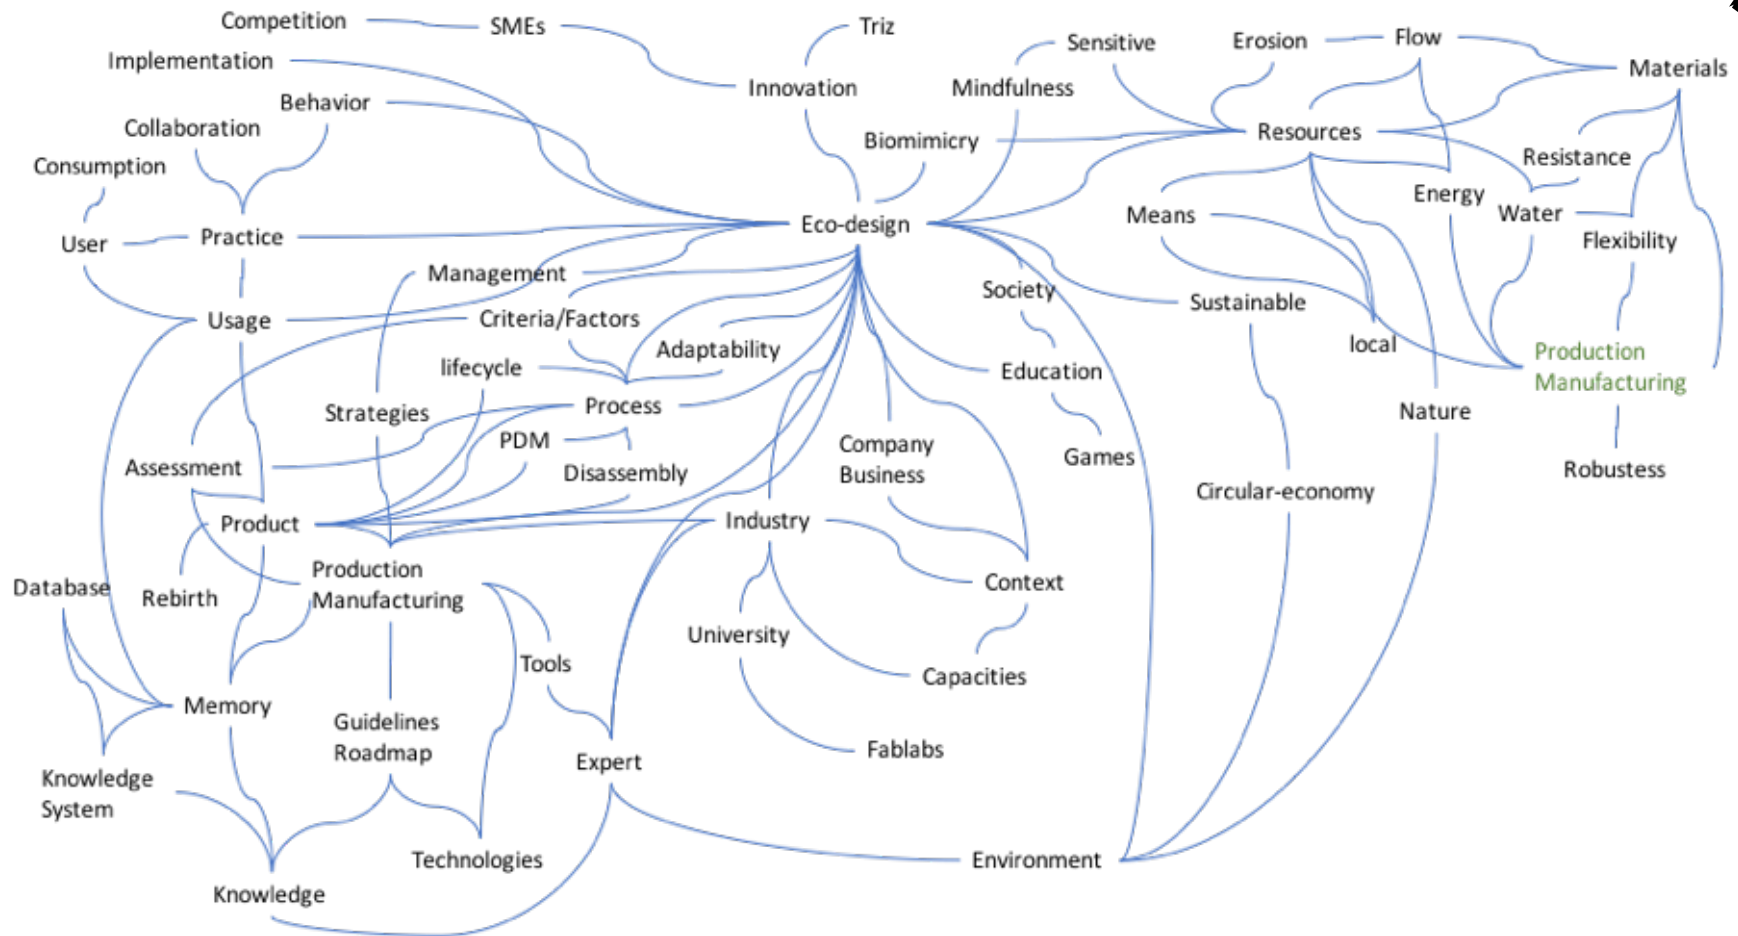 Competition
SMEs
Triz
Implementation
Innovation
Behavior
Collaboration
Consumption
Mindfulness
Sensitive
Erosion
Flow
Materials
Biomimicry
Resources
Resistance
Energy
Water
Flexibility
Means
User
Practice
Eco-design
Management
Society
Sustainable
Usage
Criteria/Factors
Adaptability
local
Production
Manufacturing
lifecycle
Education
Strategies
Process
Nature
PDM
Company
Business
Games
Assessment
Disassembly
Circular-economy
Robustess
Product
Industry
Database
Rebirth
Production
Manufacturing
Context
University
Tools
Capacities
Memory
Guidelines
Roadmap
Fablabs
Expert
Knowledge
System
Technologies
Environment
Knowledge